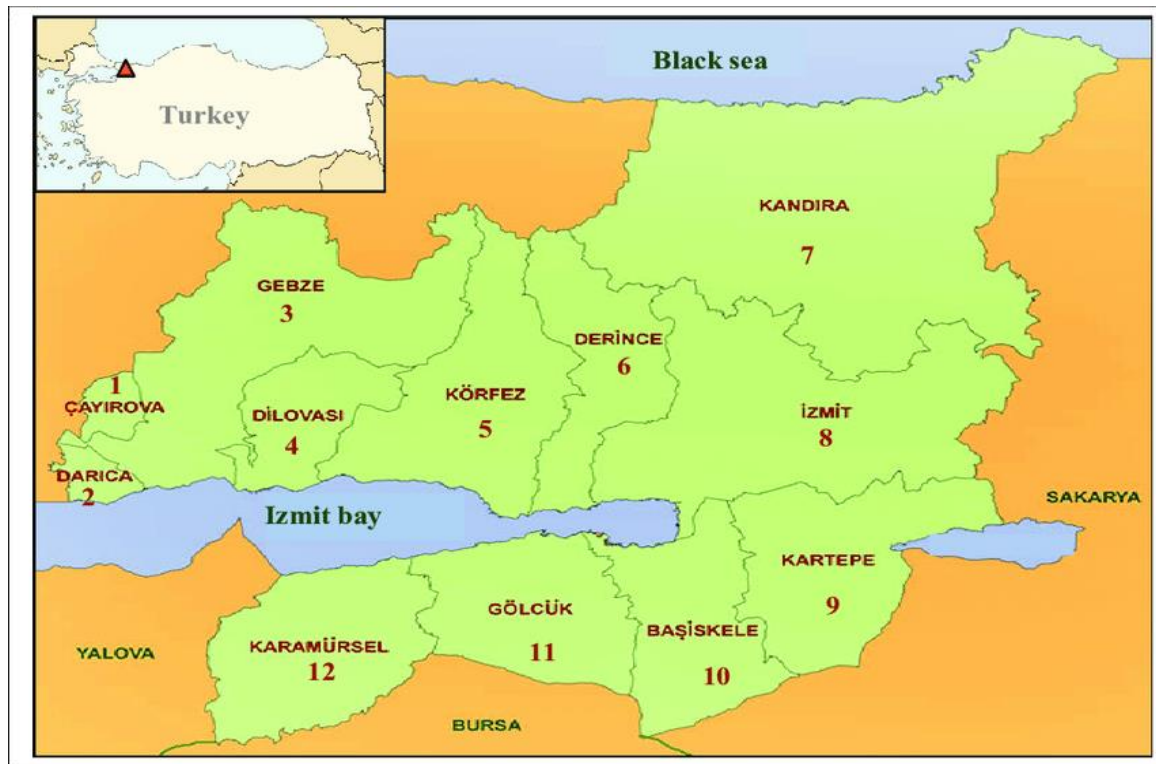 Black sea
Turkey
KANDIRA
7
GEBZE
3
DERİNCE
6
1
ÇAYIROVA
KÖRFEZ
5
DİLOVASI
4
İZMİT
8
DARICA
2
SAKARYA
Izmit bay
KARTEPE
9
GÖLCÜK
11
BAŞİSKELE
10
YALOVA
KARAMÜRSEL
12
BURSA